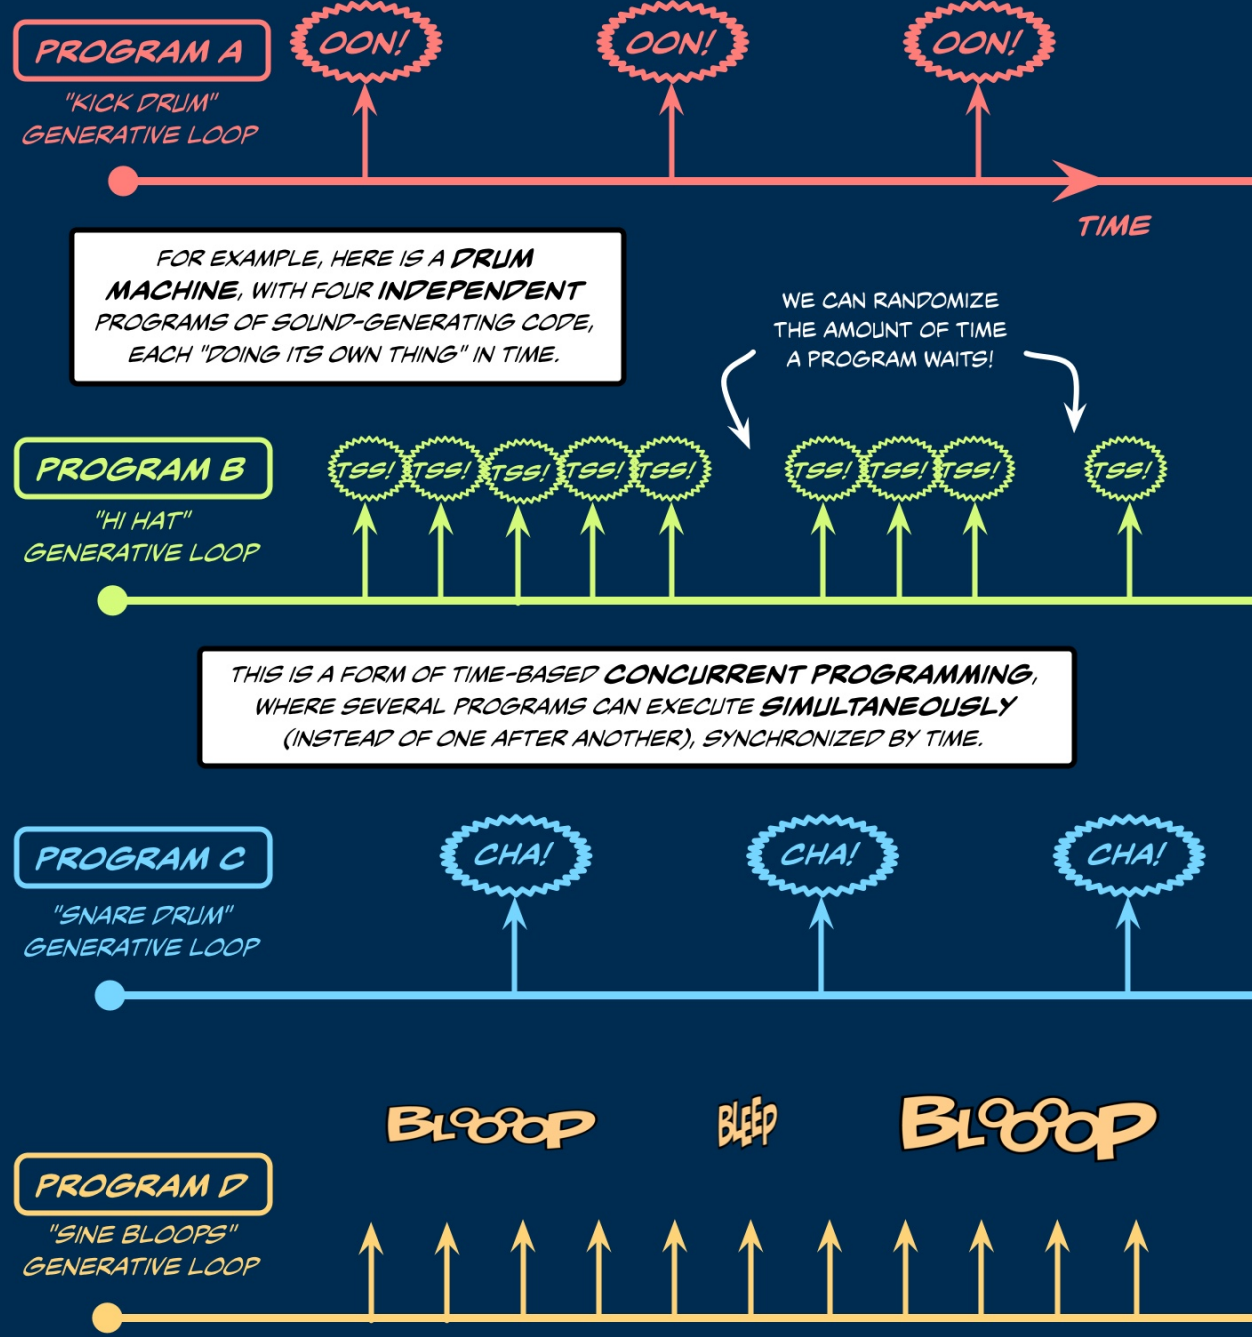 PROGRAM A
OON!
OON!
OON!
"KICK DRUM"
GENERATIVE LOOP
TIME
FOR EXAMPLE, HERE IS A DRUM
MACHINE, WITH FOUR INDEPENDENT
PROGRAMS OF SOUND-GENERATING CODE,
EACH "DOING ITS OWN THING" IN TIME.
WE CAN RANDOMIZE
THE AMOUNT OF TIME
A PROGRAM WAITS!
PROGRAM B
TSS!
TSS!
TSS!
TSS!
TSS!
TSS!
TSS!
TSS!
TSS!
"HI HAT"
GENERATIVE LOOP
THIS IS A FORM OF TIME-BASED CONCURRENT PROGRAMMING,
WHERE SEVERAL PROGRAMS CAN EXECUTE SIMULTANEOUSLY
(INSTEAD OF ONE AFTER ANOTHER), SYNCHRONIZED BY TIME.
PROGRAM C
CHA!
CHA!
CHA!
"SNARE DRUM"
GENERATIVE LOOP
BLOOOP
BLEEP
BLOOOOP
PROGRAM D
"SINE BLOOPS"
GENERATIVE LOOP